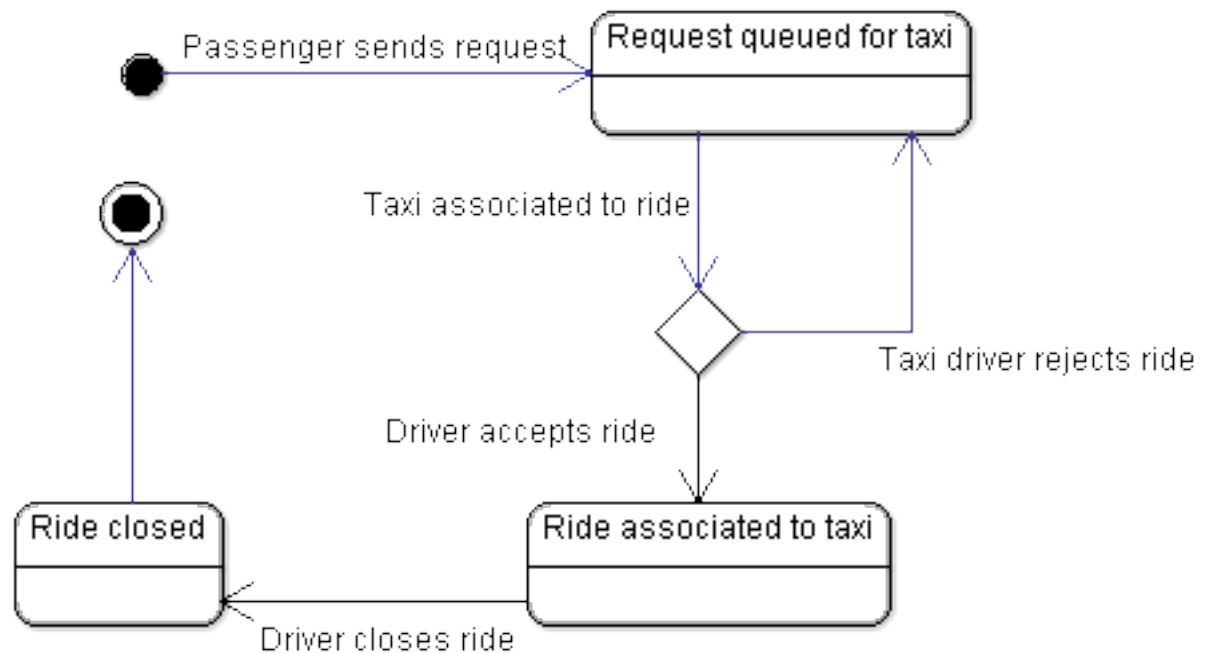 Passenger sends request
Request queued for taxi
Taxi associated to ride
Taxi driver rejects ride
Driver accepts ride
Ride closed
Ride associated to taxi
Driver closes ride